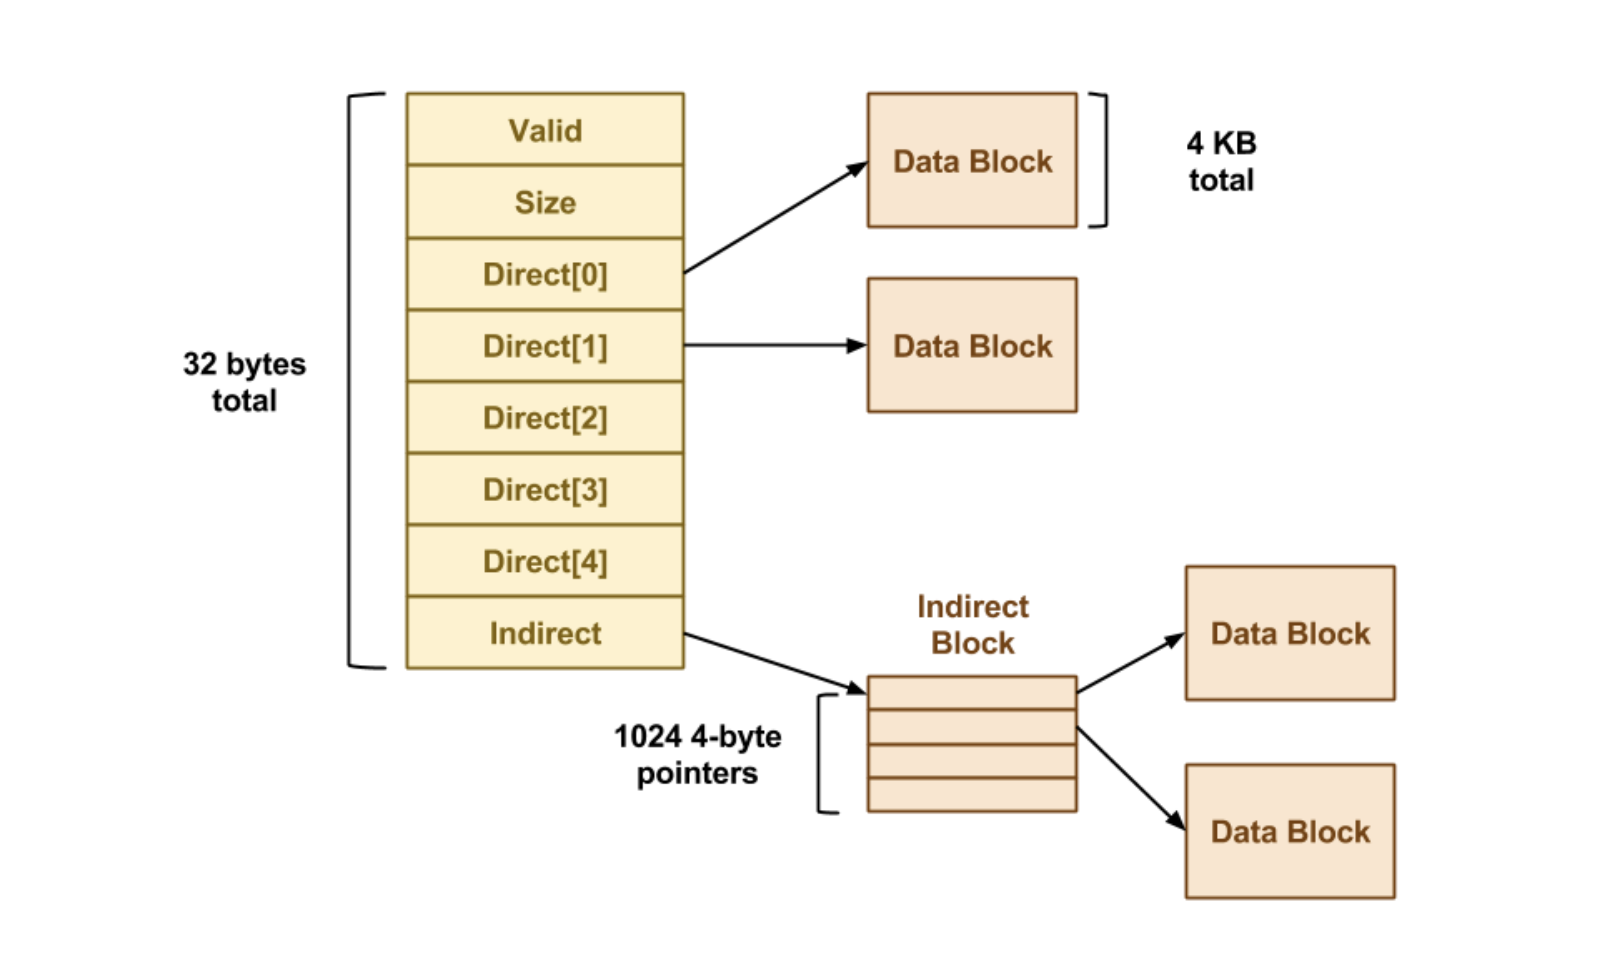 Valid
Size
Direct[0]
Direct[1]
Direct[2]
Direct[3]
Direct[4]
Indirect
32 bytes
total
Data Block
4 KB
total
Data Block
Indirect
Block
1024 4-byte
pointers
Data Block
Data Block